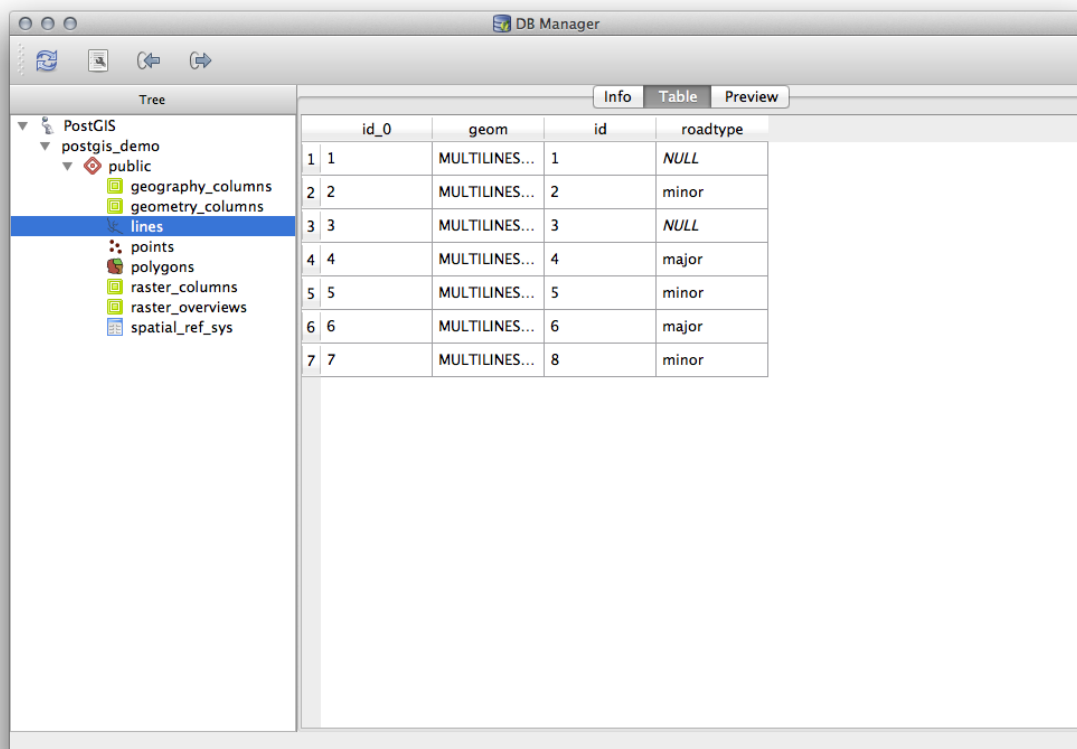 DB Manager
Tree
PostGIS
postgis_demo
public
geography_columns
geometry_columns
lines
points
polygons
raster_columns
raster_overviews
spatial_ref_sys
Info Table Preview
id_0 geom id roadtype
1 1 MULTILINES... 1 NULL
2 2 MULTILINES... 2 minor
3 3 MULTILINES... 3 NULL
4 4 MULTILINES... 4 major
5 5 MULTILINES... 5 minor
6 6 MULTILINES... 6 major
7 7 MULTILINES... 8 minor